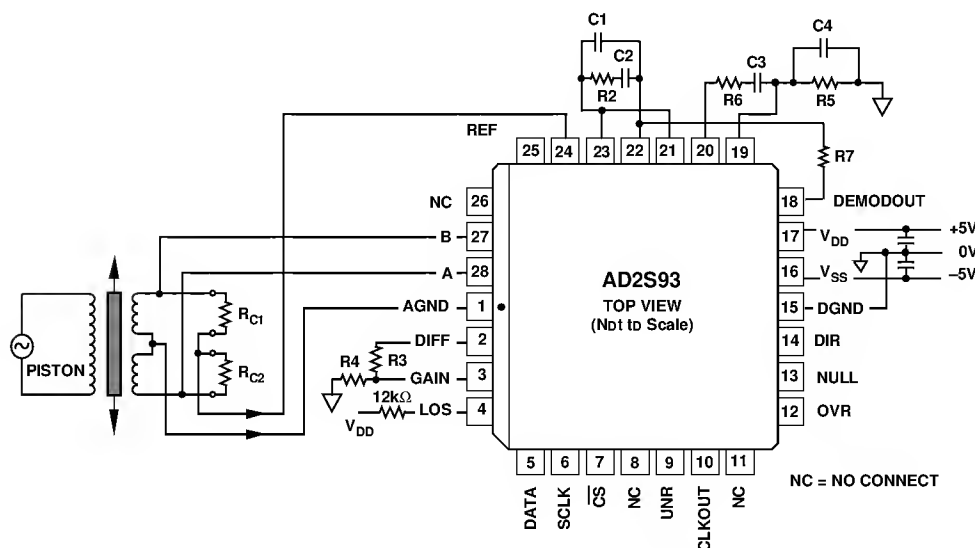 C1
C2
R2
C4
C3
R6
R5
R7
REF
25 24 23 22 21 20 19
NC 26
B 27
A 28
AGND 1
DIFF 2
GAIN 3
LOS 4
18 DEMODOUT
17 VDD +5V
0V
16 VSS –5V
15 DGND
14 DIR
13 NULL
12 OVR
AD2S93
TOP VIEW
(Not to Scale)
PISTON
RC1
RC2
R4
R3
12kΩ
VDD
5 6 7 8 9 10 11
DATA
SCLK
CS
NC
UNR
CLKOUT
NC
NC = NO CONNECT